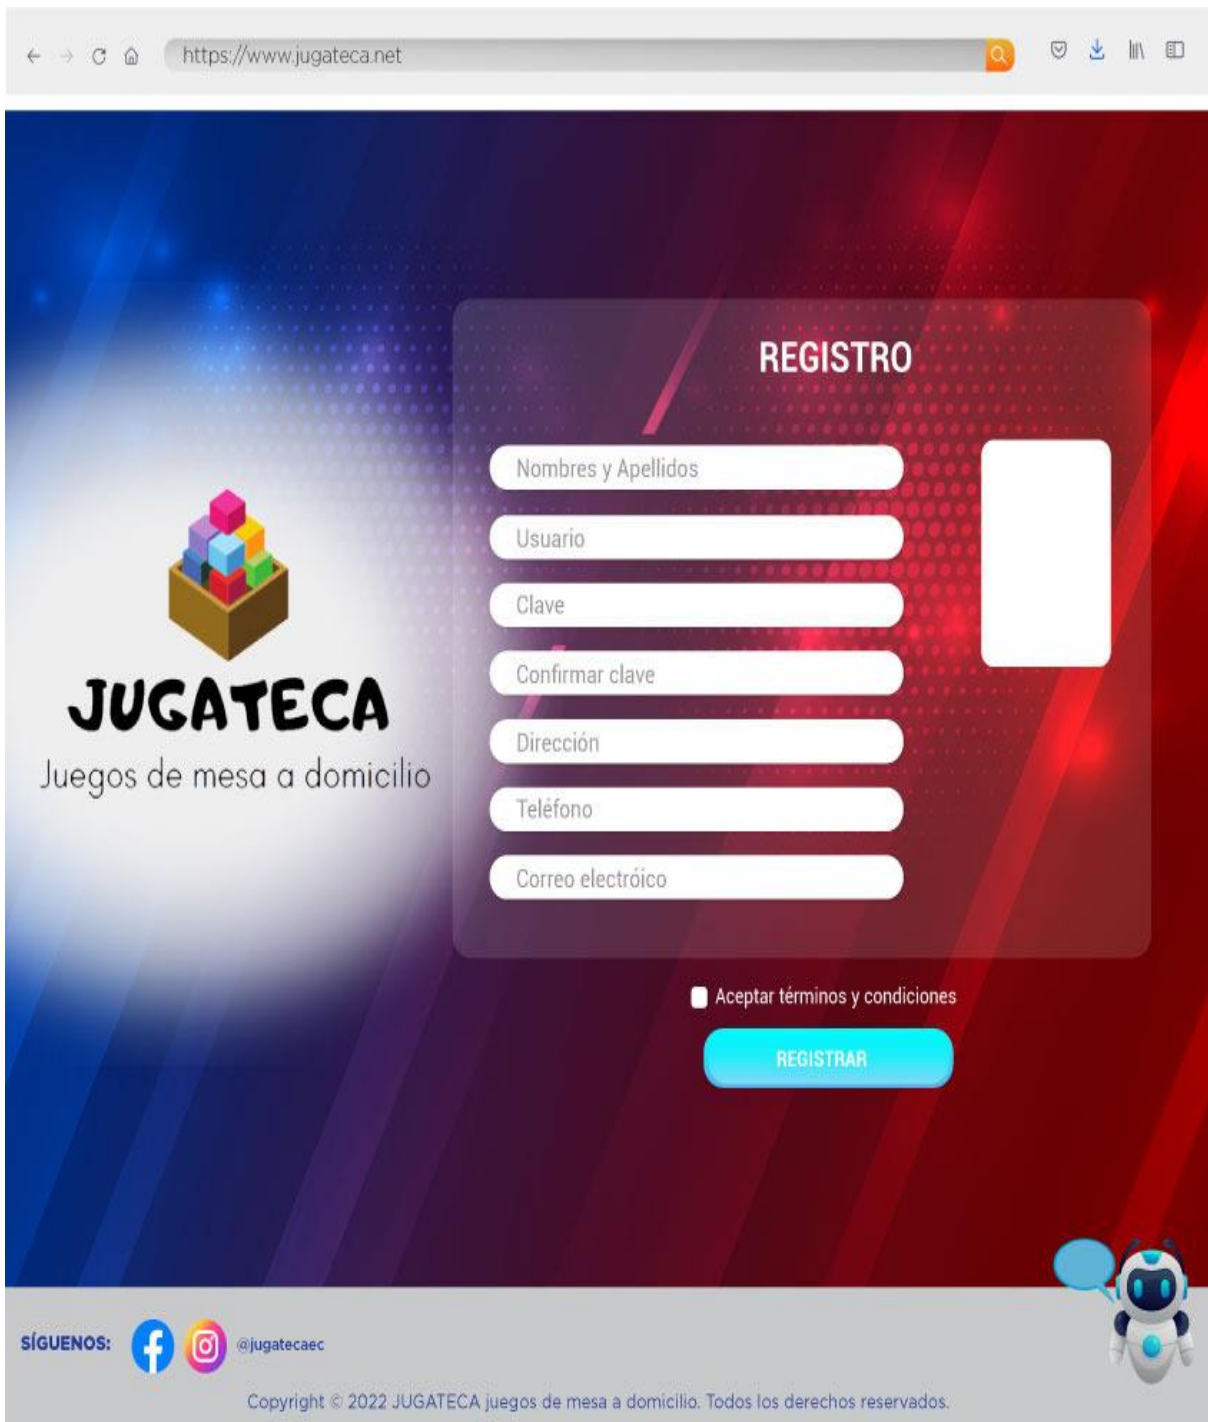 https://www.jugateca.net
REGISTRO
Nombres y Apellidos
Usuario
Clave
Confirmar clave
Dirección
Teléfono
Correo electróico
JUGATECA
Juegos de mesa a domicilio
Aceptar términos y condiciones
REGISTRAR
SÍGUENOS:
@jugatecaec
Copyright © 2022 JUGATECA juegos de mesa a domicilio. Todos los derechos reservados.